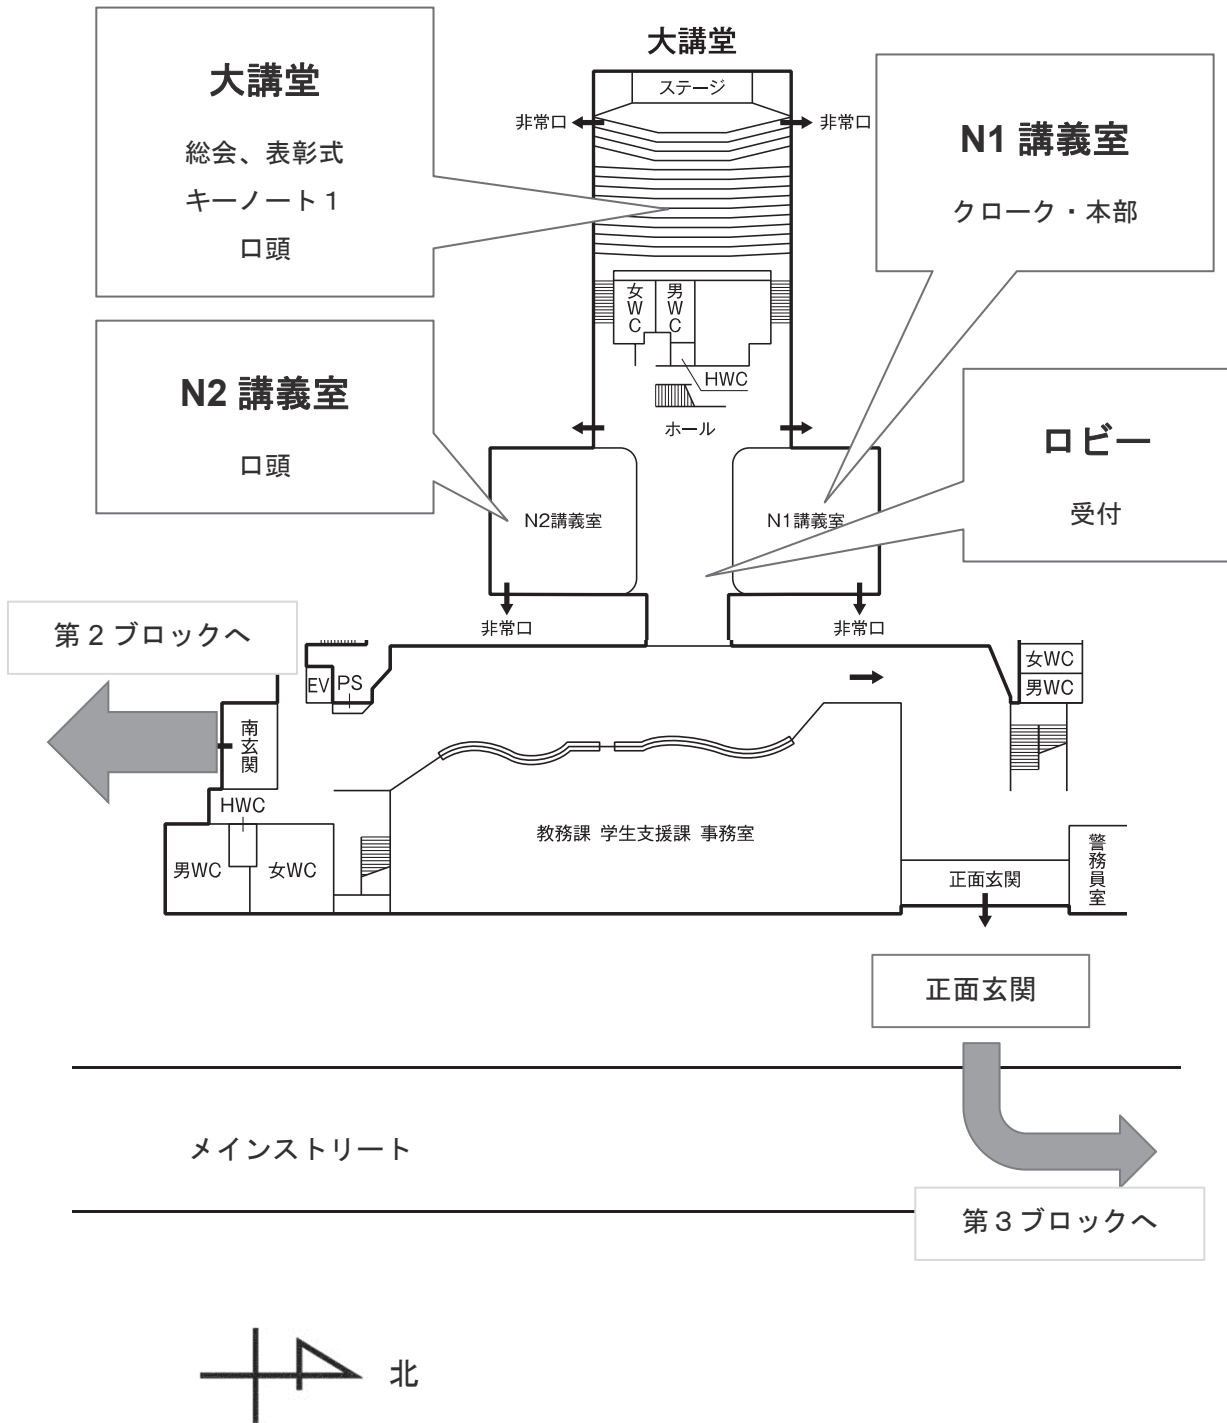 大講堂
大講堂
総会、表彰式
キーノート１
口頭
ステージ
非常口
非常口
N1 講義室
クローク・本部
女WC
男WC
HWC
ホール
N2 講義室
口頭
ロビー
受付
N2講義室
N1講義室
非常口
非常口
第２ブロックへ
EV
PS
女WC
男WC
南玄関
HWC
男WC
女WC
教務課 学生支援課 事務室
正面玄関
警務員室
正面玄関
メインストリート
第３ブロックへ
北